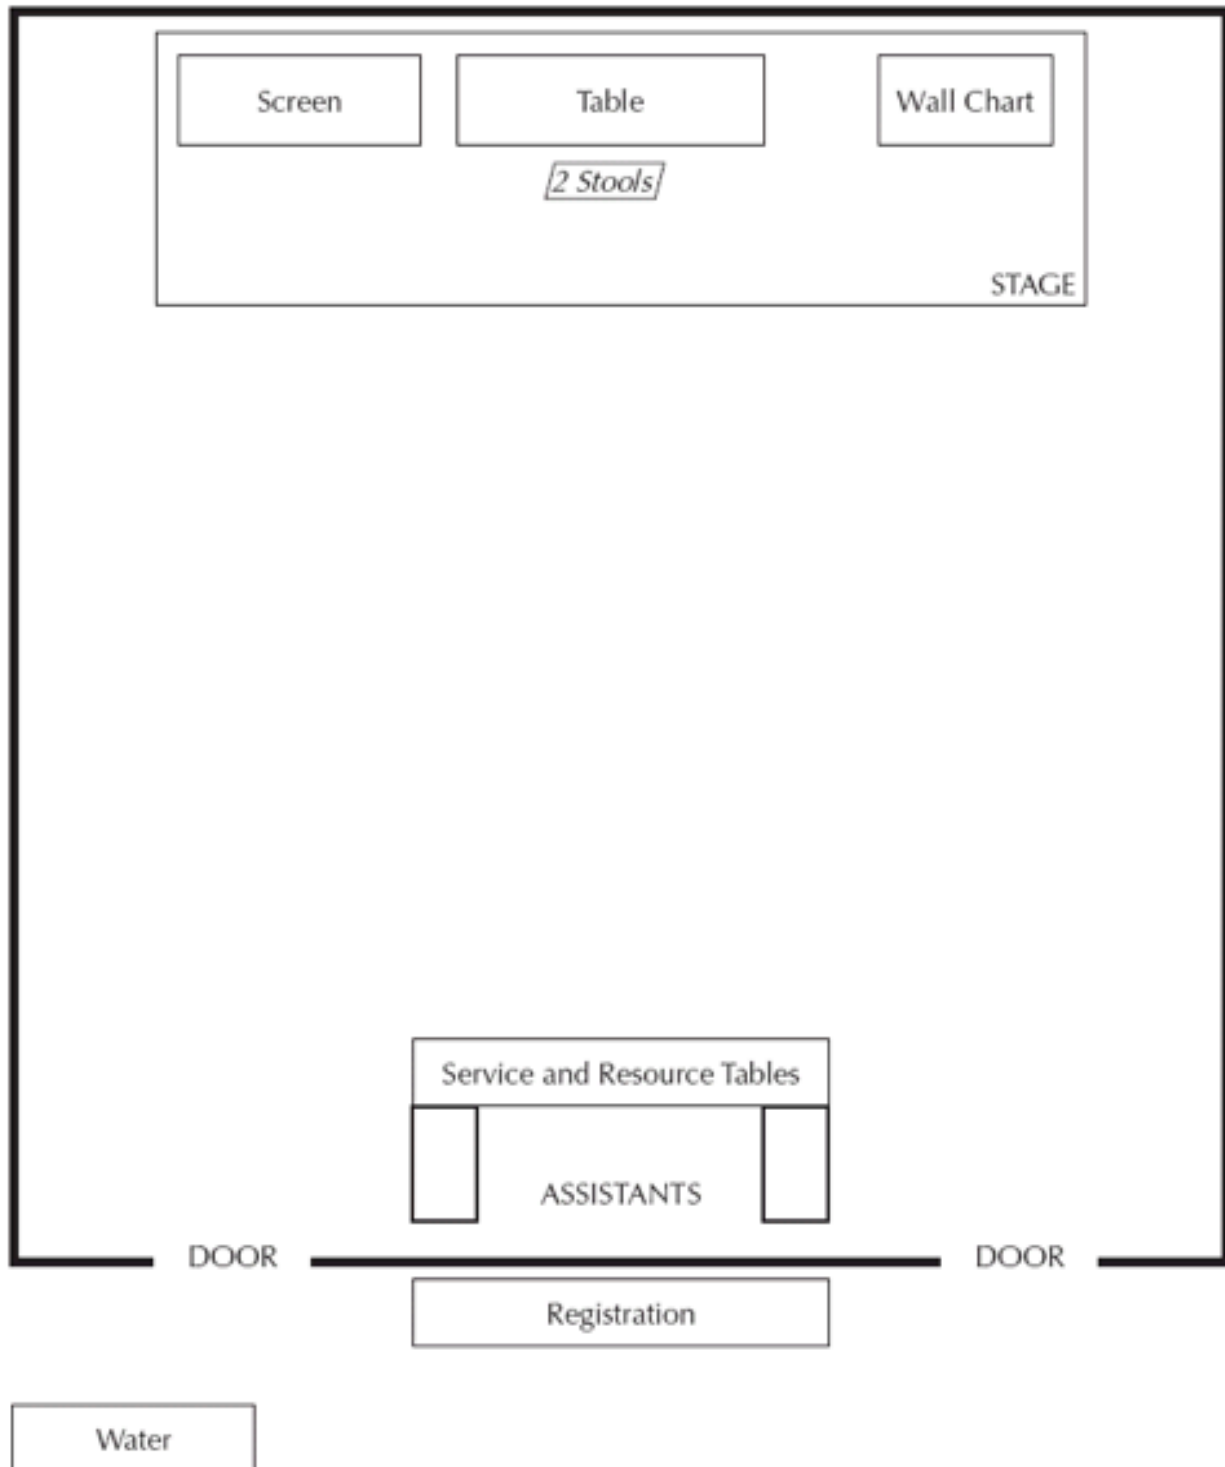 Screen
Table
Wall Chart
2 Stools
STAGE
Service and Resource Tables
ASSISTANTS
DOOR
DOOR
Registration
Water